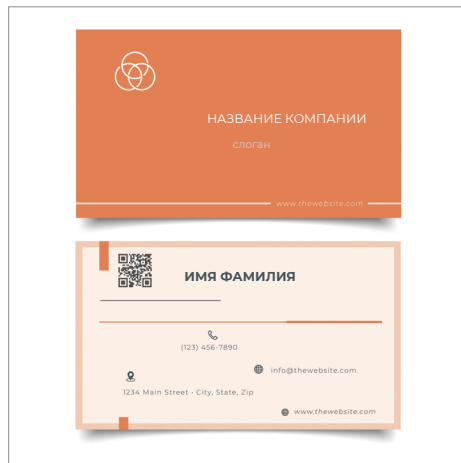 НАЗВАНИЕ КОМПАНИИ
слоган
www.thewebsite.com
ИМЯ ФАМИЛИЯ
(123) 456-7890
info@thewebsite.com
1234 Main Street • City, State, Zip
www.thewebsite.com